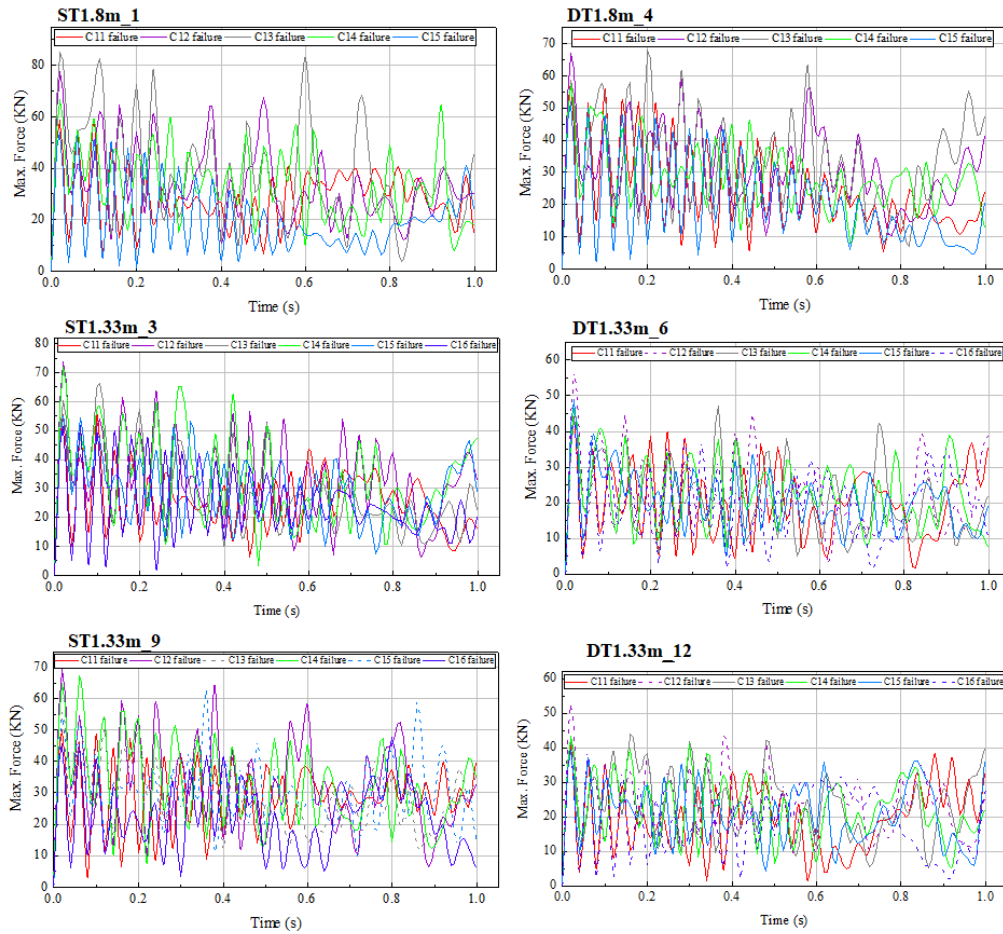 ST1.8m_1
C11 failure C12 failure C13 failure C14 failure C15 failure
80
60
40
20
0
Max. Force (KN)
0.0 0.2 0.4 0.6 0.8 1.0
Time (s)
DT1.8m_4
C11 failure C12 failure C13 failure C14 failure C15 failure
70
60
50
40
30
20
10
0
Max. Force (KN)
0.0 0.2 0.4 0.6 0.8 1.0
Time (s)
ST1.33m_3
C11 failure C12 failure C13 failure C14 failure C15 failure C16 failure
80
70
60
50
40
30
20
10
0
Max. Force (KN)
0.0 0.2 0.4 0.6 0.8 1.0
Time (s)
DT1.33m_6
C11 failure C12 failure C13 failure C14 failure C15 failure C16 failure
60
50
40
30
20
10
0
Max. Force (KN)
0.0 0.2 0.4 0.6 0.8 1.0
Time (s)
ST1.33m_9
C11 failure C12 failure C13 failure C14 failure C15 failure C16 failure
70
60
50
40
30
20
10
0
Max. Force (KN)
0.0 0.2 0.4 0.6 0.8 1.0
Time (s)
DT1.33m_12
C11 failure C12 failure C13 failure C14 failure C15 failure C16 failure
60
50
40
30
20
10
0
Max. Force (KN)
0.0 0.2 0.4 0.6 0.8 1.0
Time (s)